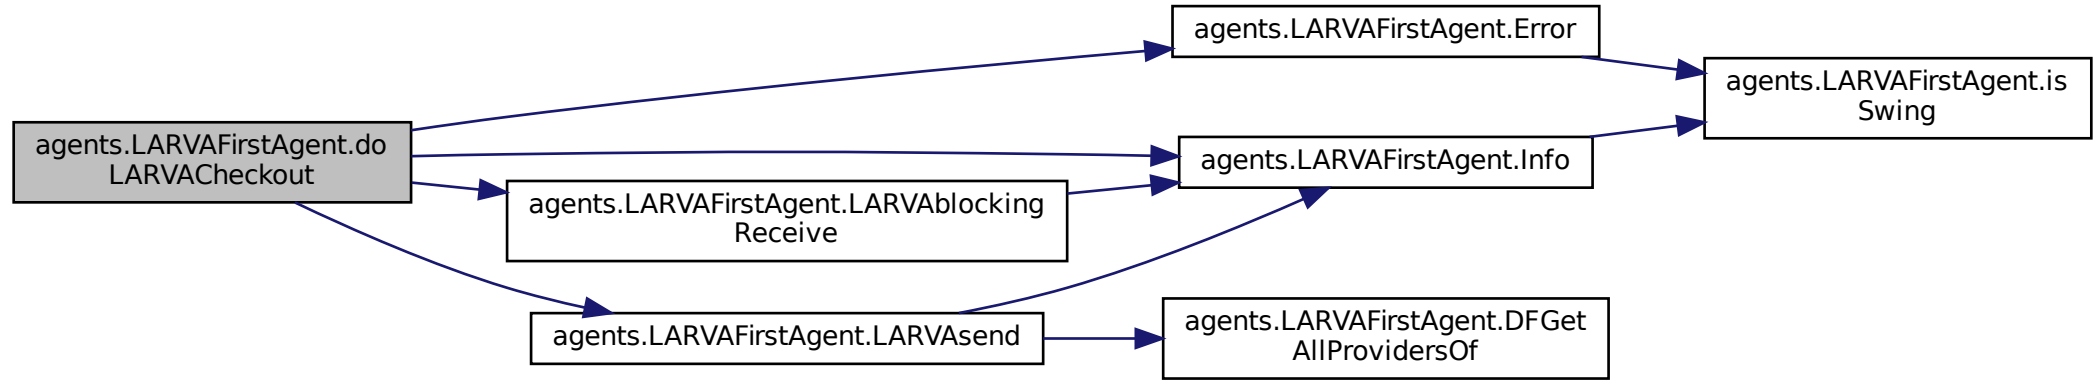 agents.LARVAFirstAgent.do
LARVACheckout
agents.LARVAFirstAgent.Error
agents.LARVAFirstAgent.is
Swing
agents.LARVAFirstAgent.Info
agents.LARVAFirstAgent.LARVAblocking
Receive
agents.LARVAFirstAgent.LARVAsend
agents.LARVAFirstAgent.DFGet
AllProvidersOf